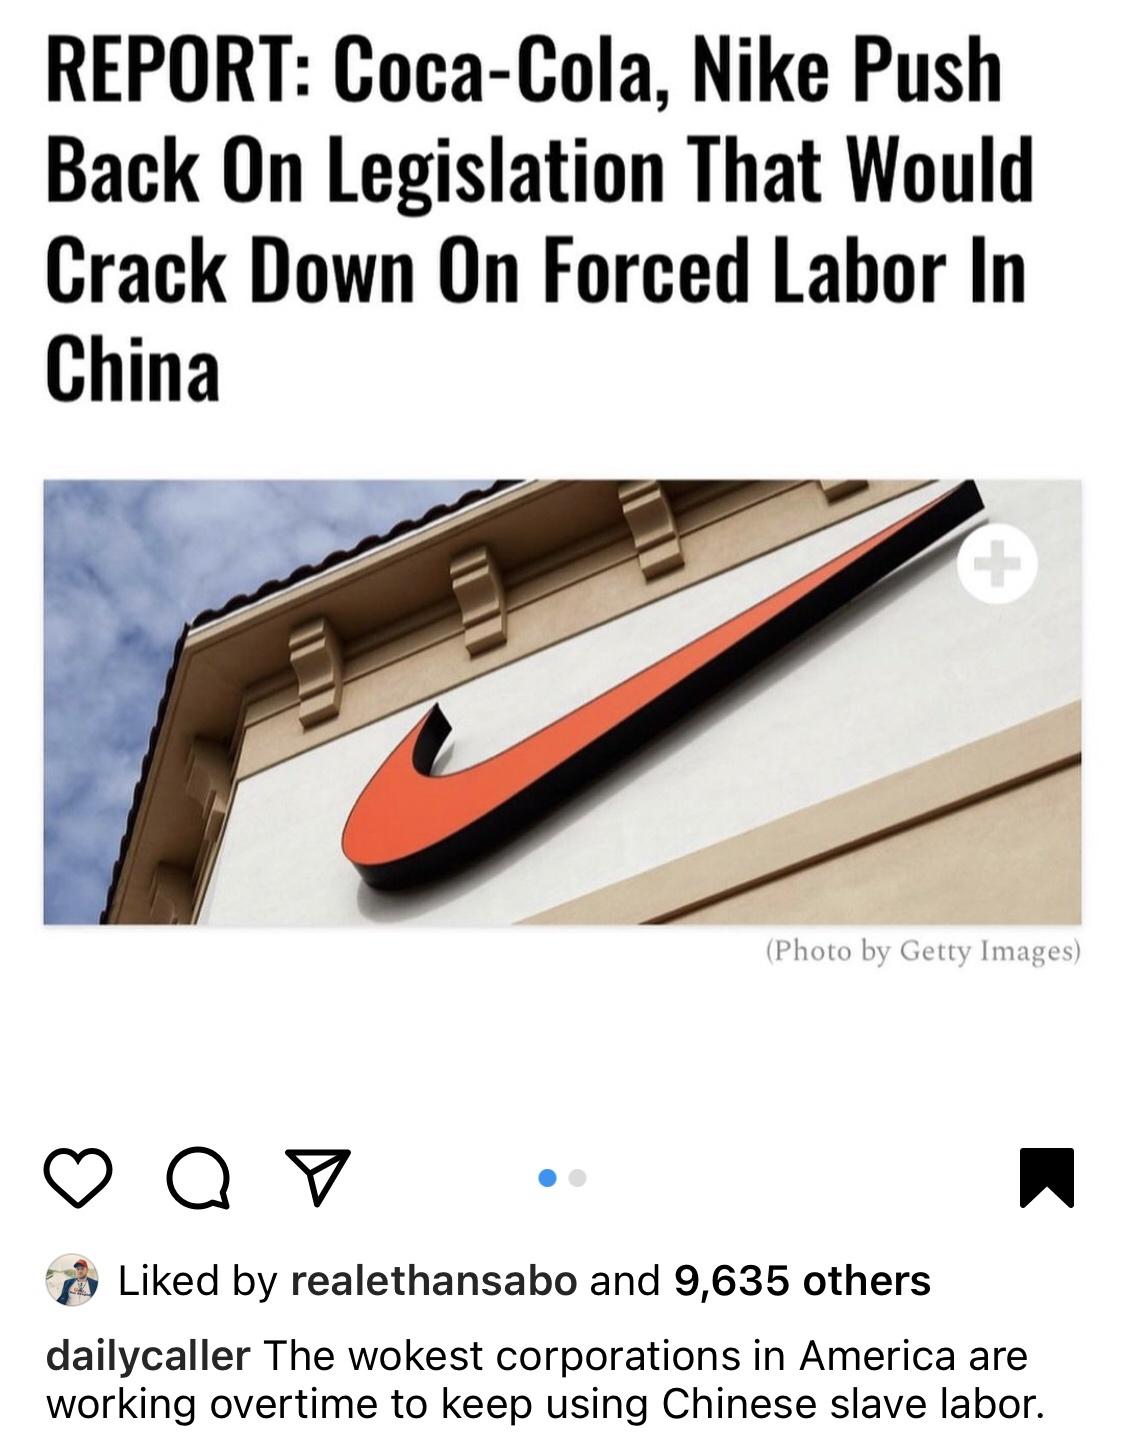 REPORT: Coca-Cola, Nike Push
Back On Legislation That Would
Crack Down On Forced Labor In
China
(Photo by Getty Images)
Liked by realethansabo and 9,635 others
dailycaller The wokest corporations in America are
working overtime to keep using Chinese slave labor.